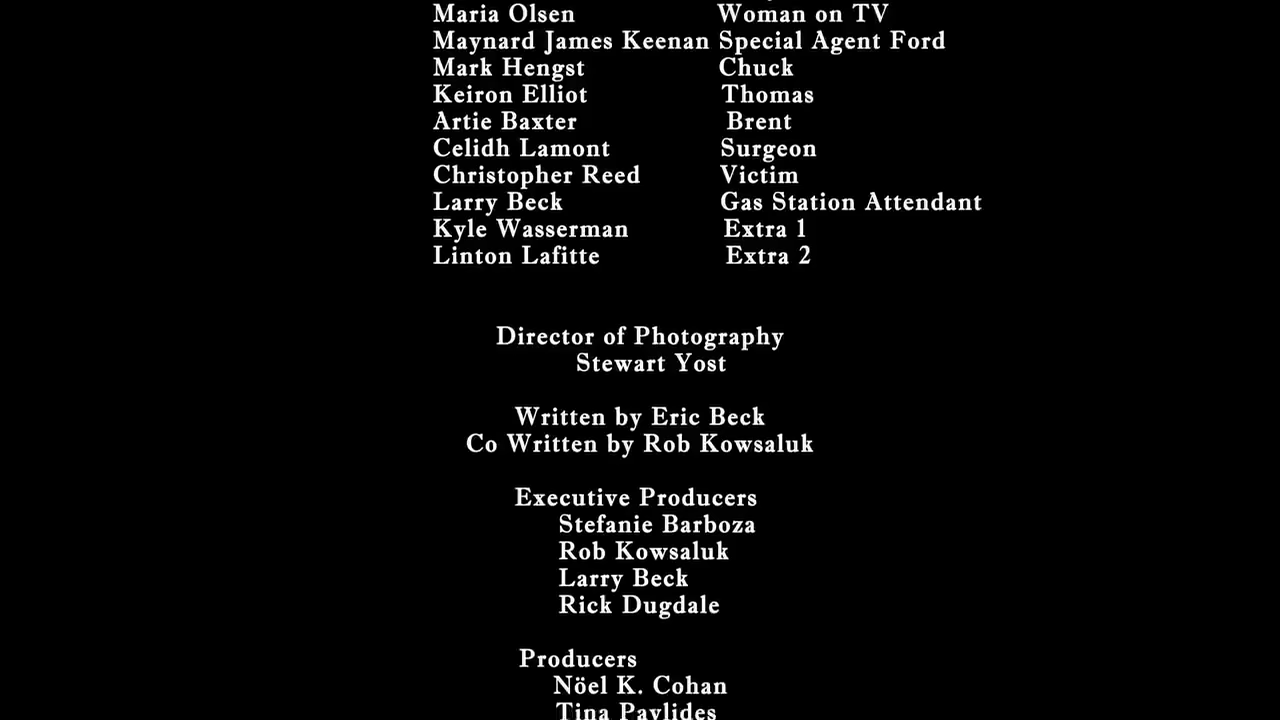 Maria Olsen Woman on TV
Maynard James Keenan Special Agent Ford
Mark Hengst Chuck
Keiron Elliot Thomas
Artie Baxter Brent
Celidh Lamont Surgeon
Christopher Reed Victim
Larry Beck Gas Station Attendant
Kyle Wasserman Extra 1
Linton Lafitte Extra 2
Director of Photography
Stewart Yost
Written by Eric Beck
Co Written by Rob Kowsaluk
Executive Producers
Stefanie Barboza
Rob Kowsaluk
Larry Beck
Rick Dugdale
Producers
Nöel K. Cohan
Tina Pavlides